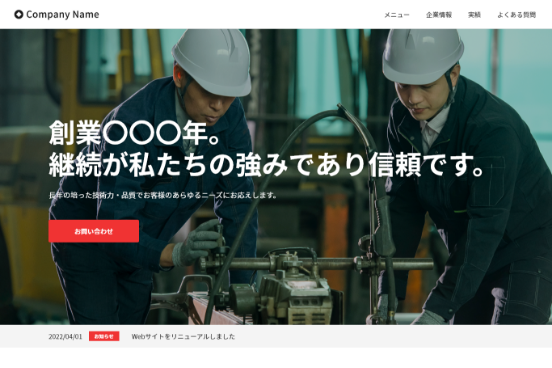 Company Name
メニュー 企業情報 実績 よくある質問
創業〇〇〇年。
継続が私たちの強みであり信頼です。
長年の培った技術力・品質でお客様のあらゆるニーズにお応えします。
お問い合わせ
2022/04/01 お知らせ Webサイトをリニューアルしました